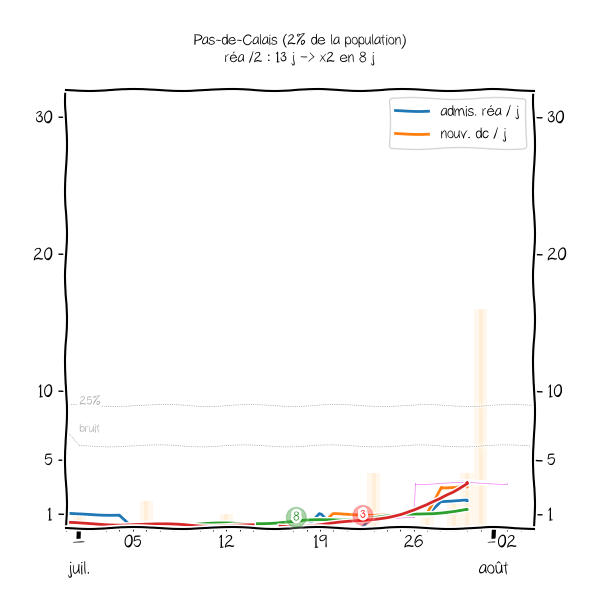 Pas-de-Calais (2% de la population)
réa /2 : 13 j -> x2 en 8 j
admis. réa / j
nouv. dc / j
30
30
20
20
10
10
25%
bruit
5
5
8
3
1
1
05
12
19
26
02
juil.
août